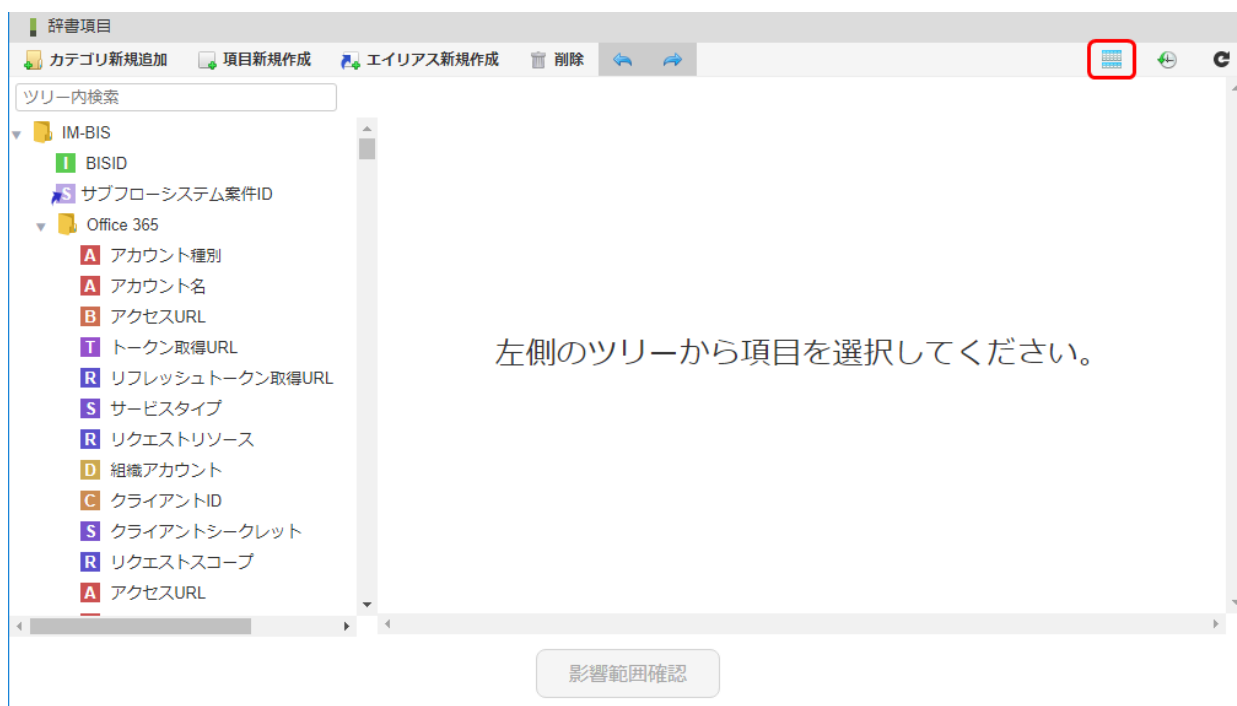 辞書項目
カテゴリ新規追加 項目新規作成 エイリアス新規作成 削除
ツリー内検索
IM-BIS
I BISID
S サブフローシステム案件ID
Office 365
A アカウント種別
A アカウント名
B アクセスURL
T トークン取得URL
R リフレッシュトークン取得URL
S サービスタイプ
R リクエストリソース
D 組織アカウント
C クライアントID
S クライアントシークレット
R リクエストスコープ
A アクセスURL
左側のツリーから項目を選択してください。
影響範囲確認